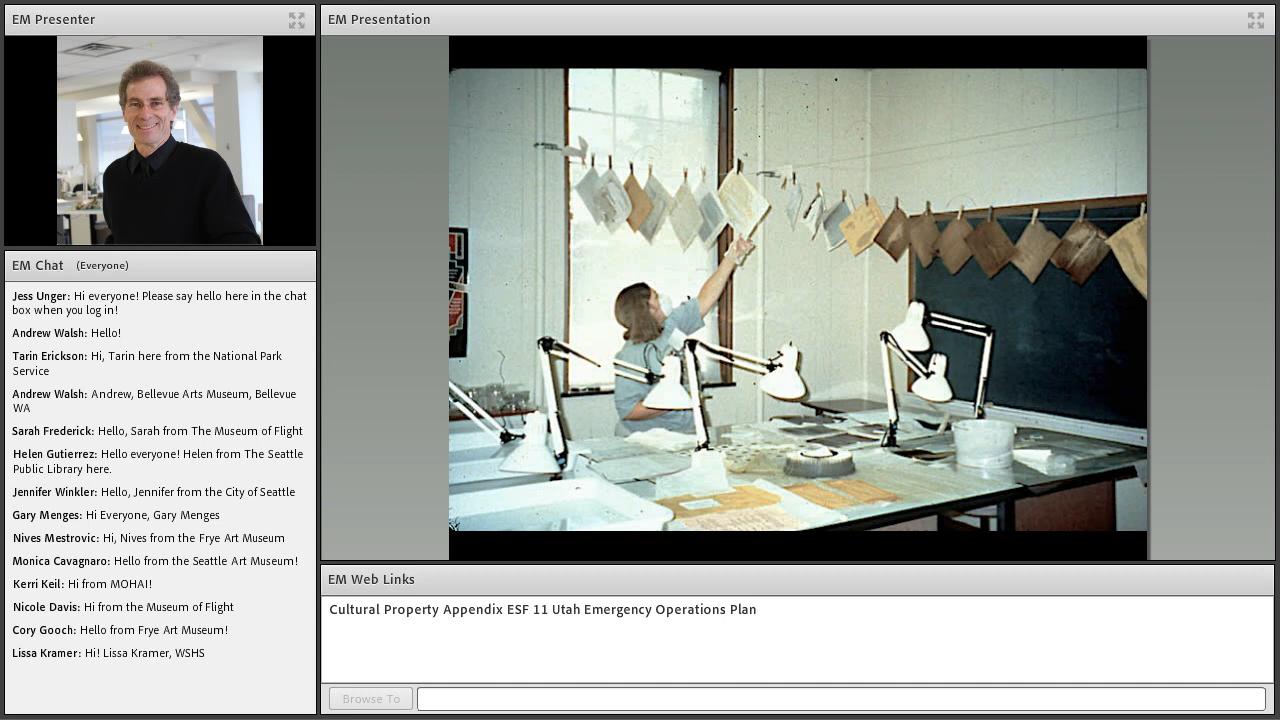 EM Presenter
EM Chat (Everyone)
Jess Unger: Hi everyone! Please say hello here in the chat
box when you log in!
Andrew Walsh: Hello!
Tarin Erickson: Hi, Tarin here from the National Park
Service
Andrew Walsh: Andrew, Bellevue Arts Museum, Bellevue
WA
Sarah Frederick: Hello, Sarah from The Museum of Flight
Helen Gutierrez: Hello everyone! Helen from The Seattle
Public Library here.
Jennifer Winkler: Hello, Jennifer from the City of Seattle
Gary Menges: Hi Everyone, Gary Menges
Nives Mestrovic: Hi, Nives from the Frye Art Museum
Monica Cavagnaro: Hello from the Seattle Art Museum!
Kerri Keil: Hi from MOHAI!
Nicole Davis: Hi from the Museum of Flight
Cory Gooch: Hello from Frye Art Museum!
Lissa Kramer: Hi! Lissa Kramer, WSHS
EM Presentation
EM Web Links
Cultural Property Appendix ESF 11 Utah Emergency Operations Plan
Browse To